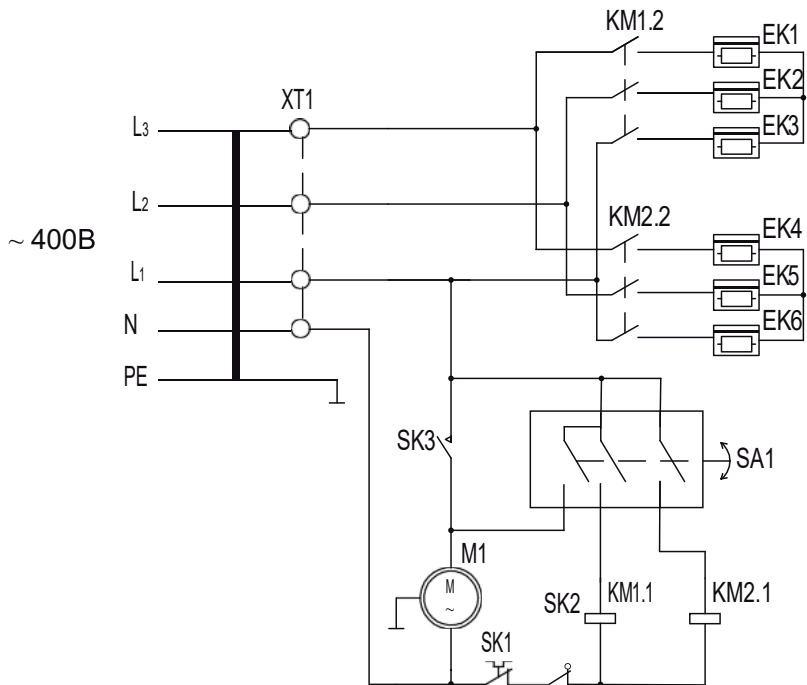 KM1.2
EK1
EK2
EK3
XT1
L3
L2
~ 400В
L1
N
PE
KM2.2
EK4
EK5
EK6
SK3
SA1
M1
M
~
SK2
KM1.1
KM2.1
SK1